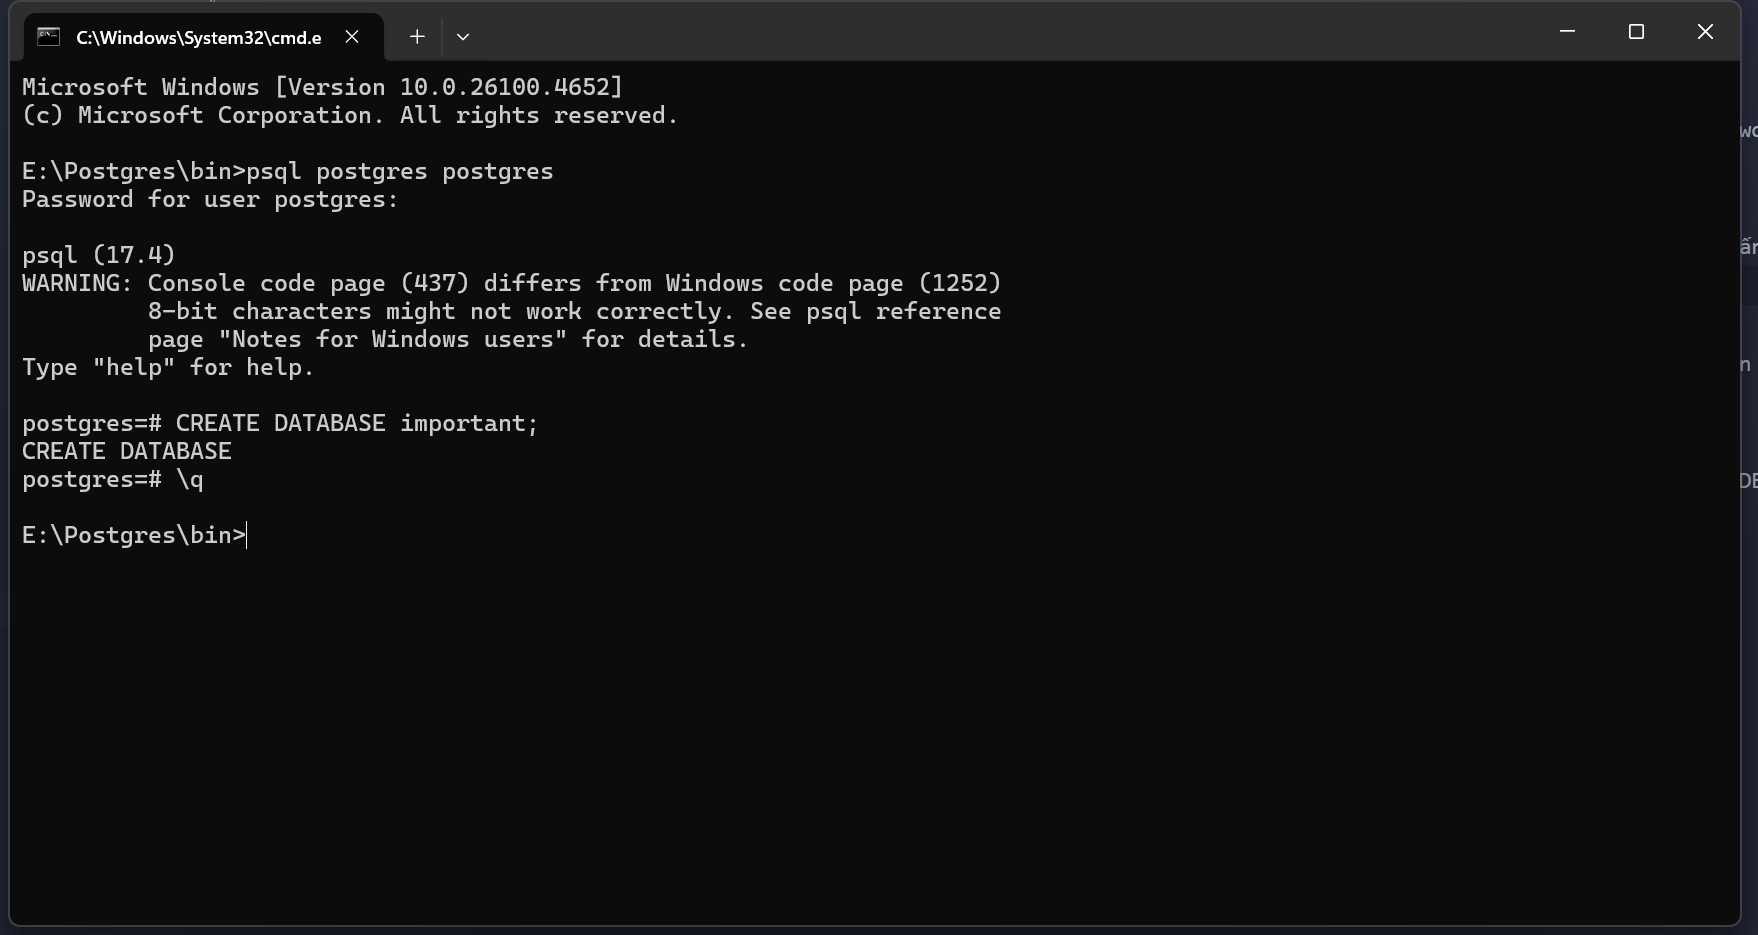 C:\Windows\System32\cmd.e
Microsoft Windows [Version 10.0.26100.4652]
(c) Microsoft Corporation. All rights reserved.
E:\Postgres\bin>psql postgres postgres
Password for user postgres:
psql (17.4)
WARNING: Console code page (437) differs from Windows code page (1252)
8-bit characters might not work correctly. See psql reference
page "Notes for Windows users" for details.
Type "help" for help.
postgres=# CREATE DATABASE important;
CREATE DATABASE
postgres=# \q
E:\Postgres\bin>